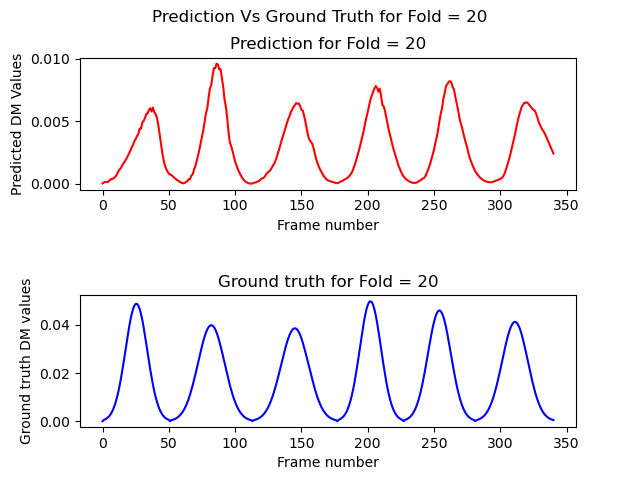 Prediction Vs Ground Truth for Fold = 20
Prediction for Fold = 20
Predicted DM Values
0.010
0.005
0.000
0 50 100 150 200 250 300 350
Frame number
Ground truth for Fold = 20
Ground truth DM values
0.04
0.02
0.00
0 50 100 150 200 250 300 350
Frame number